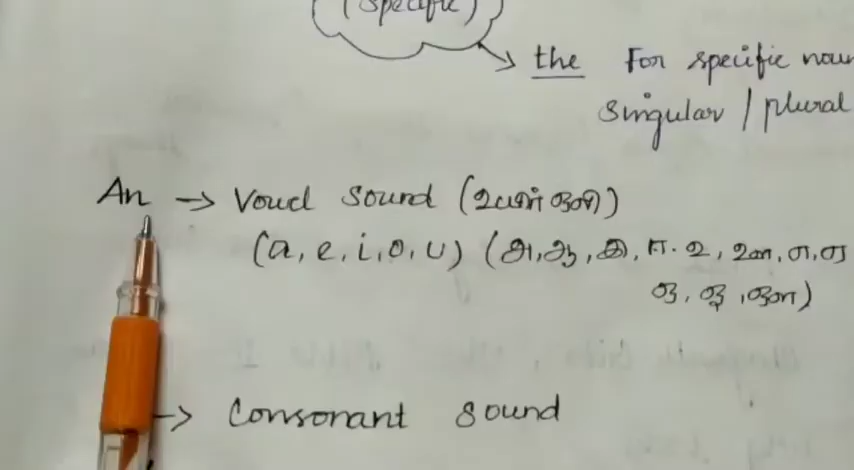 (specific)
the For specific noun
singular / plural
An → Vowel Sound (உயிர் ஒலி)
(a, e, i, o, u) (அ, ஆ, இ, ஈ. உ, ஊ, எ, ஏ
ஒ, ஓ, ஔ)
→ Consonant Sound